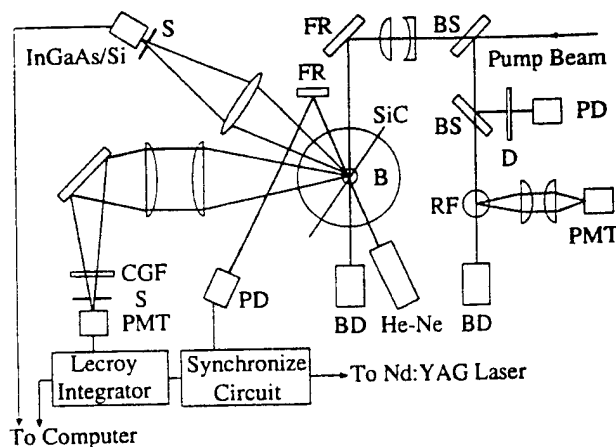 S
FR
BS
InGaAs/Si
Pump Beam
FR
SiC
BS
PD
D
B
RF
PMT
CGF
S
PMT
PD
BD
He-Ne
BD
Lecroy
Integrator
Synchronize
Circuit
To Nd:YAG Laser
To Computer